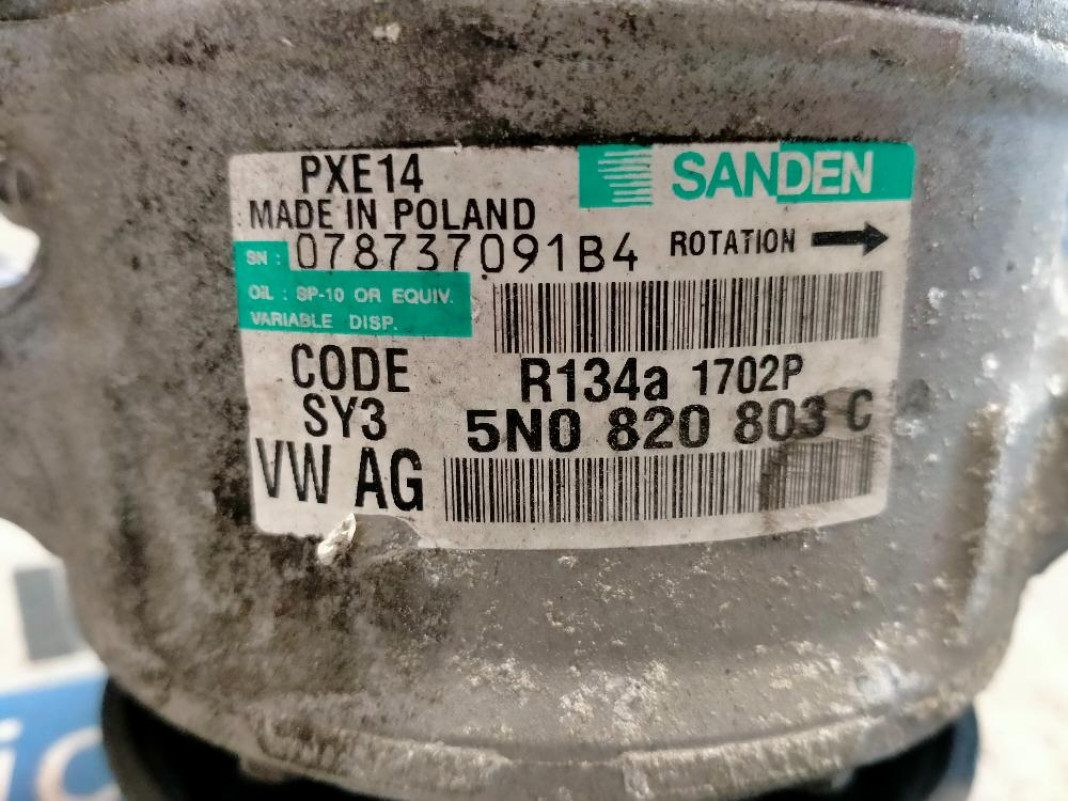 PXE14
SANDEN
MADE IN POLAND
ROTATION
SN : 078737091B4
OIL : SP-10 OR EQUIV.
VARIABLE DISP.
CODE
SY3
R134a 1702P
5N0 820 803 C
VW AG